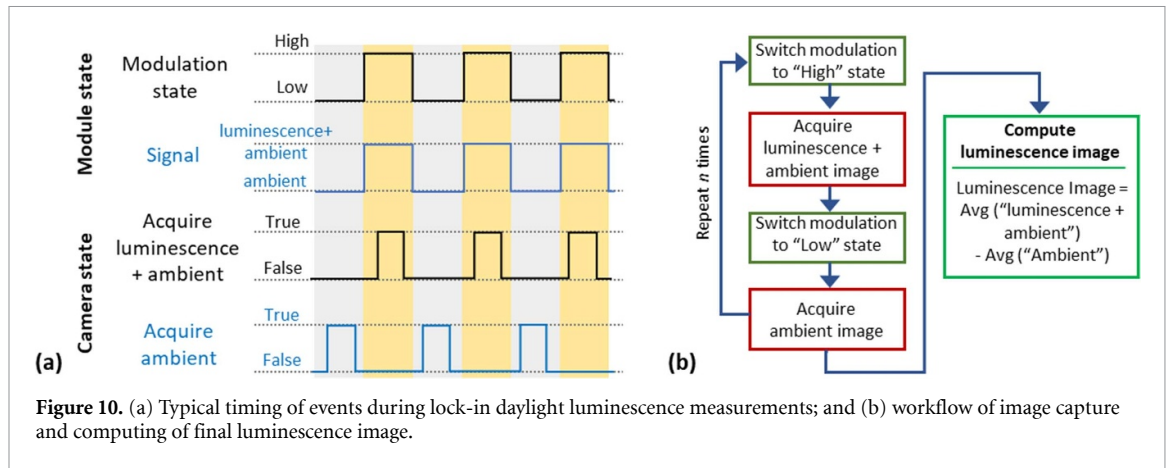 Module state
Modulation
state
High
Low
Signal
luminescence+
ambient
ambient
Camera state
Acquire
luminescence
+ ambient
True
False
Acquire
ambient
True
False
(a)
Repeat n times
Switch modulation
to “High” state
Acquire
luminescence +
ambient image
Switch modulation
to “Low” state
Acquire
ambient image
Compute
luminescence image
Luminescence Image =
Avg (“luminescence +
ambient”)
- Avg (“Ambient”)
(b)
Figure 10. (a) Typical timing of events during lock-in daylight luminescence measurements; and (b) workflow of image capture
and computing of final luminescence image.